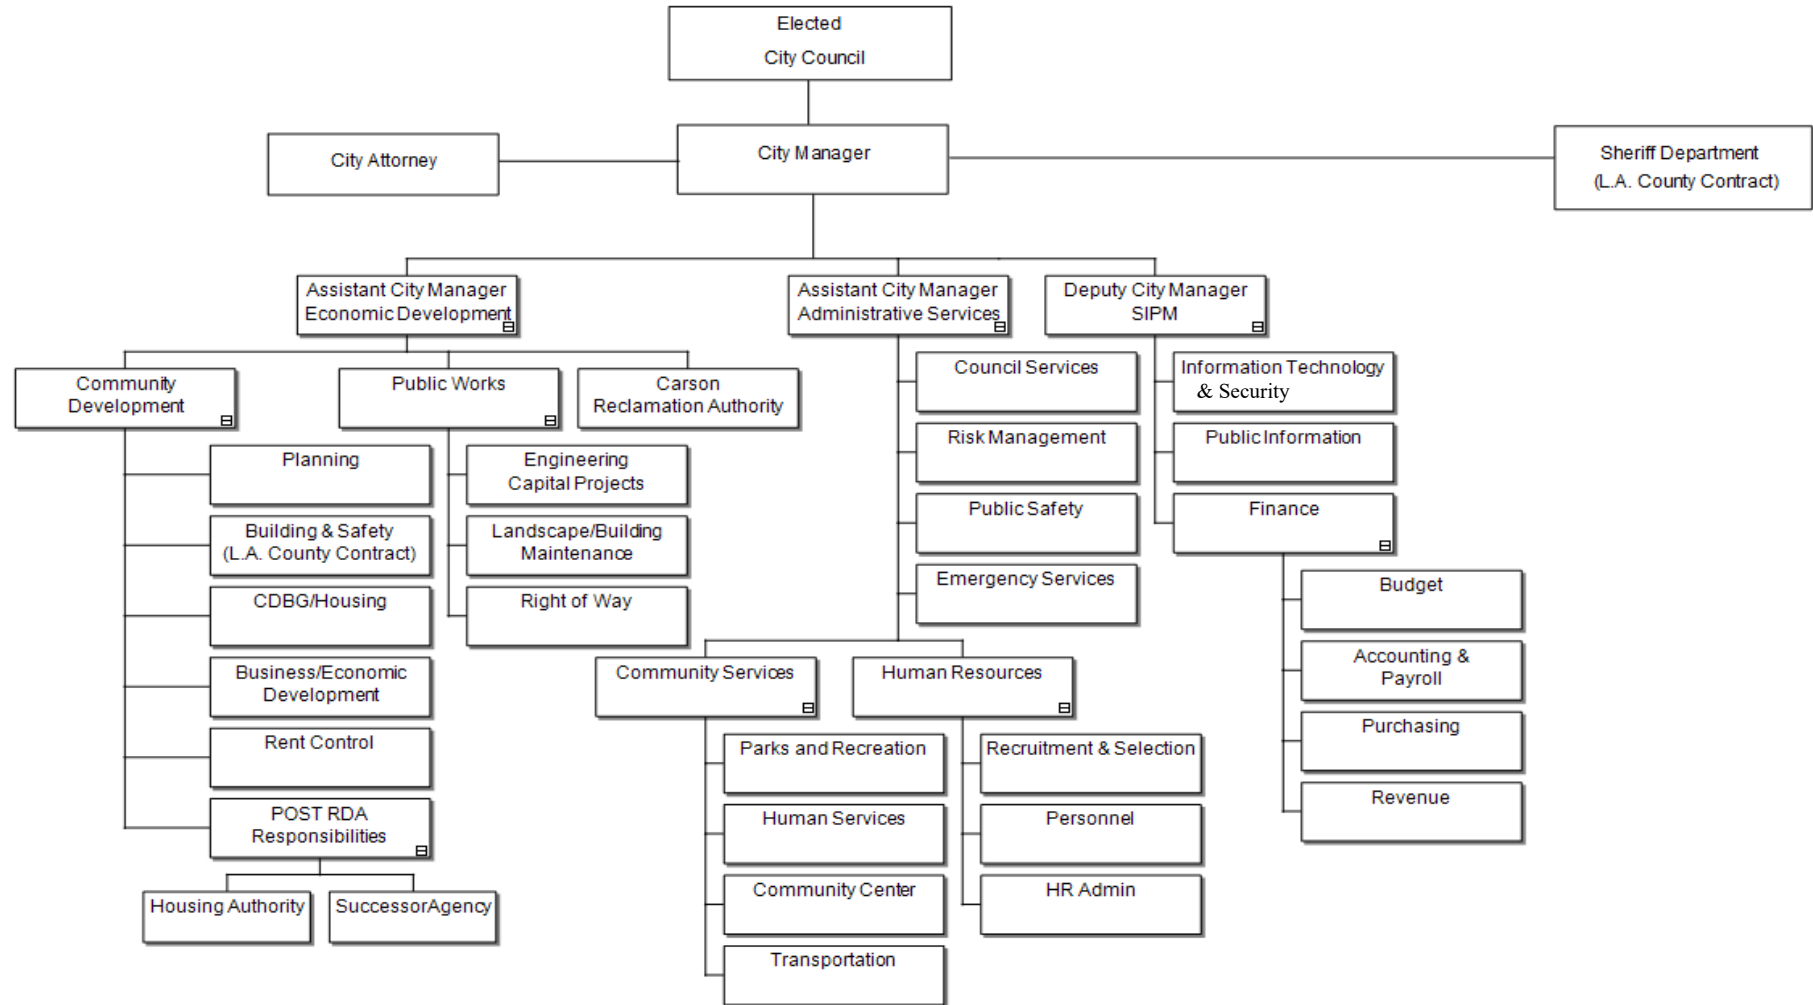 Elected
City Council
City Attorney
City Manager
Sheriff Department
(L.A. County Contract)
Assistant City Manager
Economic Development
Assistant City Manager
Administrative Services
Deputy City Manager
SIPM
Community
Development
Public Works
Carson
Reclamation Authority
Planning
Building & Safety
(L.A. County Contract)
CDBG/Housing
Business/Economic
Development
Rent Control
POST RDA
Responsibilities
Housing Authority
SuccessorAgency
Engineering
Capital Projects
Landscape/Building
Maintenance
Right of Way
Council Services
Risk Management
Public Safety
Emergency Services
Community Services
Parks and Recreation
Human Services
Community Center
Transportation
Human Resources
Recruitment & Selection
Personnel
HR Admin
Information Technology
& Security
Public Information
Finance
Budget
Accounting &
Payroll
Purchasing
Revenue